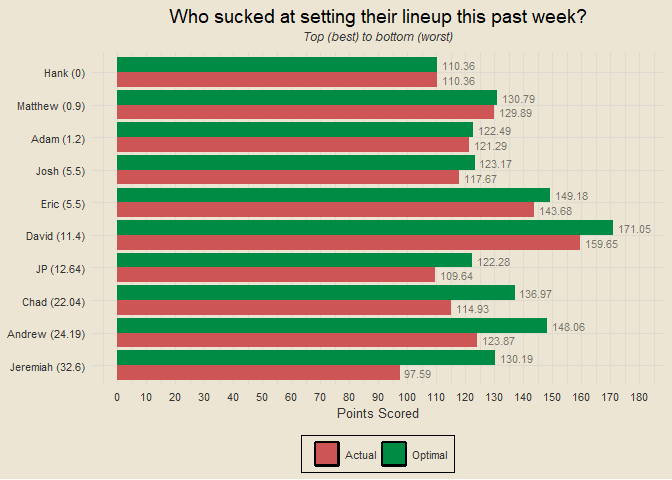 Who sucked at setting their lineup this past week?
Top (best) to bottom (worst)
Hank (0)
110.36
110.36
Matthew (0.9)
130.79
129.89
Adam (1.2)
122.49
121.29
Josh (5.5)
123.17
117.67
Eric (5.5)
149.18
143.68
David (11.4)
171.05
159.65
JP (12.64)
122.28
109.64
Chad (22.04)
136.97
114.93
Andrew (24.19)
148.06
123.87
Jeremiah (32.6)
130.19
97.59
0 10 20 30 40 50 60 70 80 90 100 110 120 130 140 150 160 170 180
Points Scored
Actual Optimal